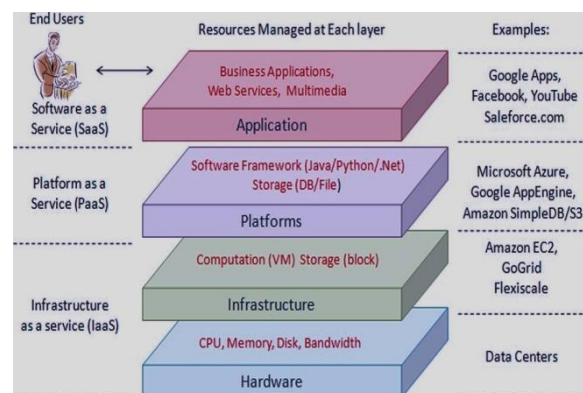 End Users
Resources Managed at Each layer
Examples:
Business Applications,
Web Services, Multimedia
Application
Software as a
Service (SaaS)
Google Apps,
Facebook, YouTube
Saleforce.com
Software Framework (Java/Python/.Net)
Storage (DB/File)
Platforms
Platform as a
Service (PaaS)
Microsoft Azure,
Google AppEngine,
Amazon SimpleDB/S3
Computation (VM) Storage (block)
Infrastructure
Amazon EC2,
GoGrid
Flexiscale
Infrastructure
as a service (IaaS)
CPU, Memory, Disk, Bandwidth
Hardware
Data Centers